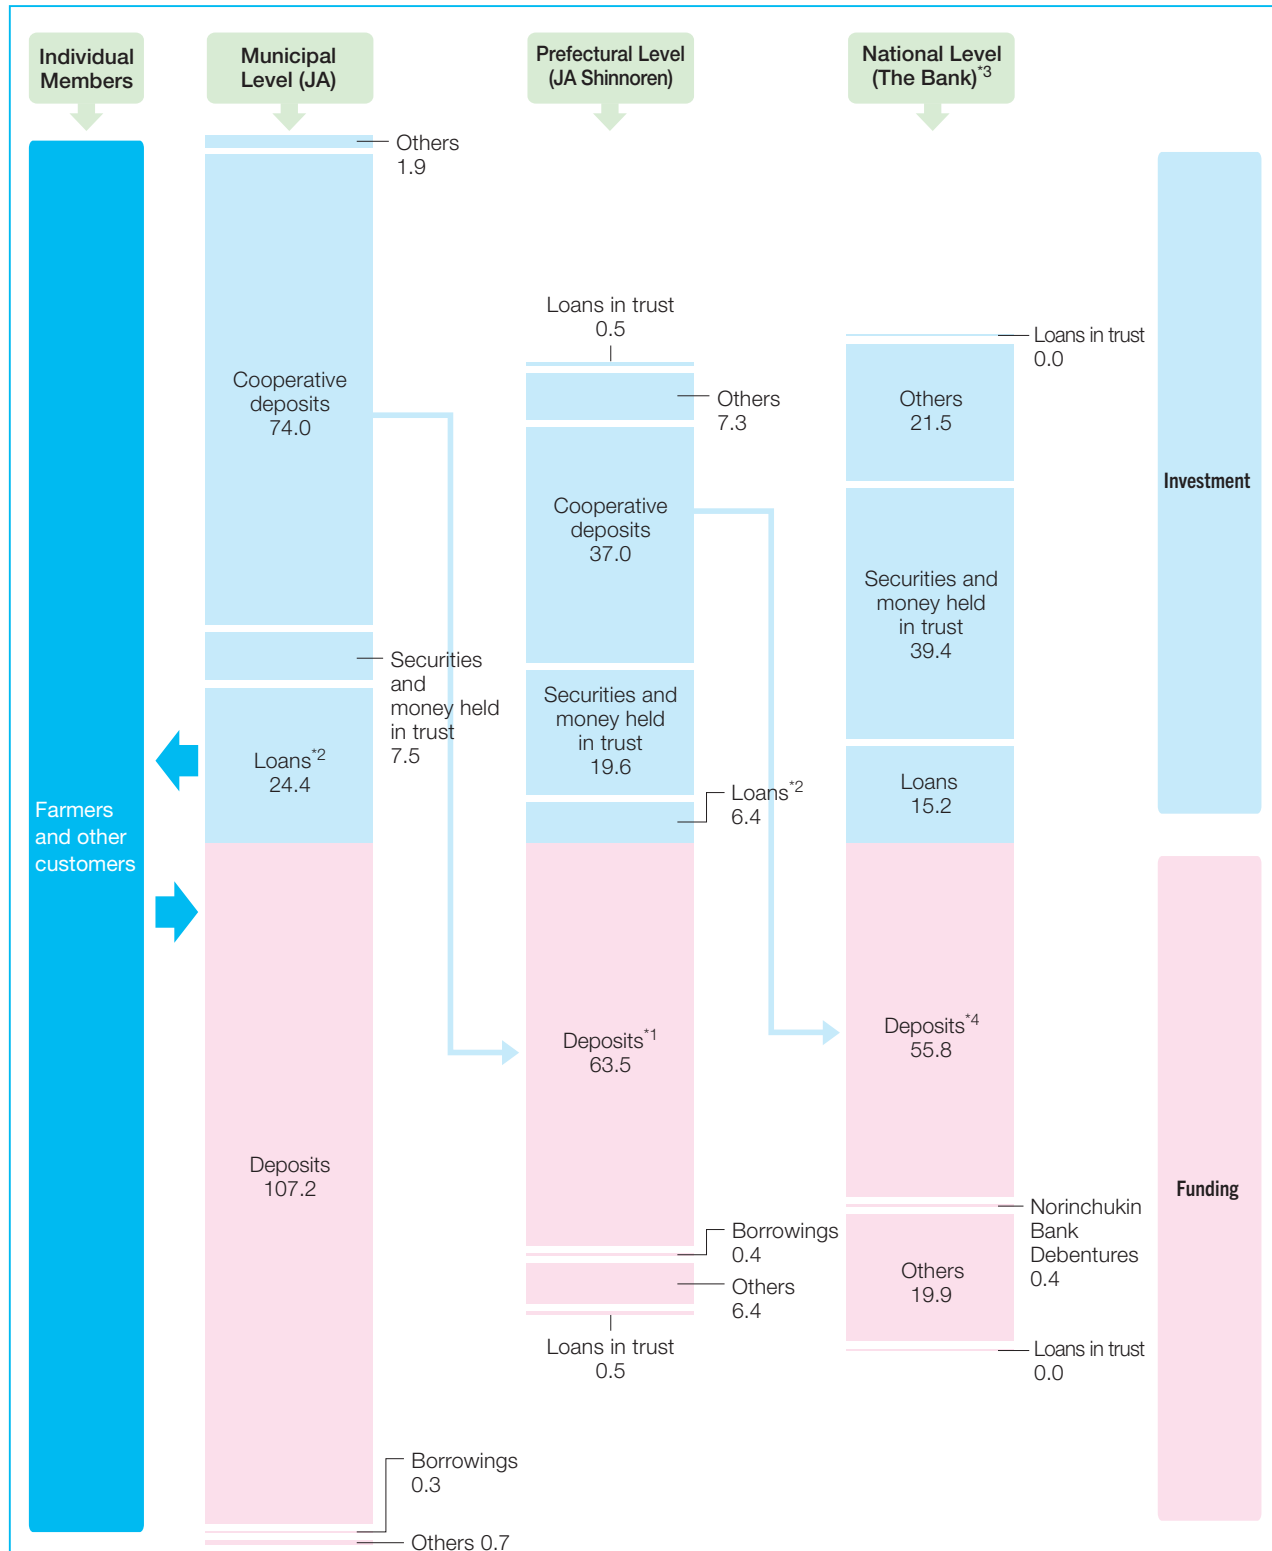 Individual
Members
Municipal
Level (JA)
Prefectural Level
(JA Shinnoren)
National Level
(The Bank)*3
Farmers
and other
customers
Others
1.9
Cooperative
deposits
74.0
Securities
and
money held
in trust
7.5
Loans*2
24.4
Deposits
107.2
Borrowings
0.3
Others 0.7
Loans in trust
0.5
Others
7.3
Cooperative
deposits
37.0
Securities and
money held
in trust
19.6
Loans*2
6.4
Deposits*1
63.5
Borrowings
0.4
Others
6.4
Loans in trust
0.5
Loans in trust
0.0
Others
21.5
Securities and
money held
in trust
39.4
Loans
15.2
Deposits*4
55.8
Norinchukin
Bank
Debentures
0.4
Others
19.9
Loans in trust
0.0
Investment
Funding